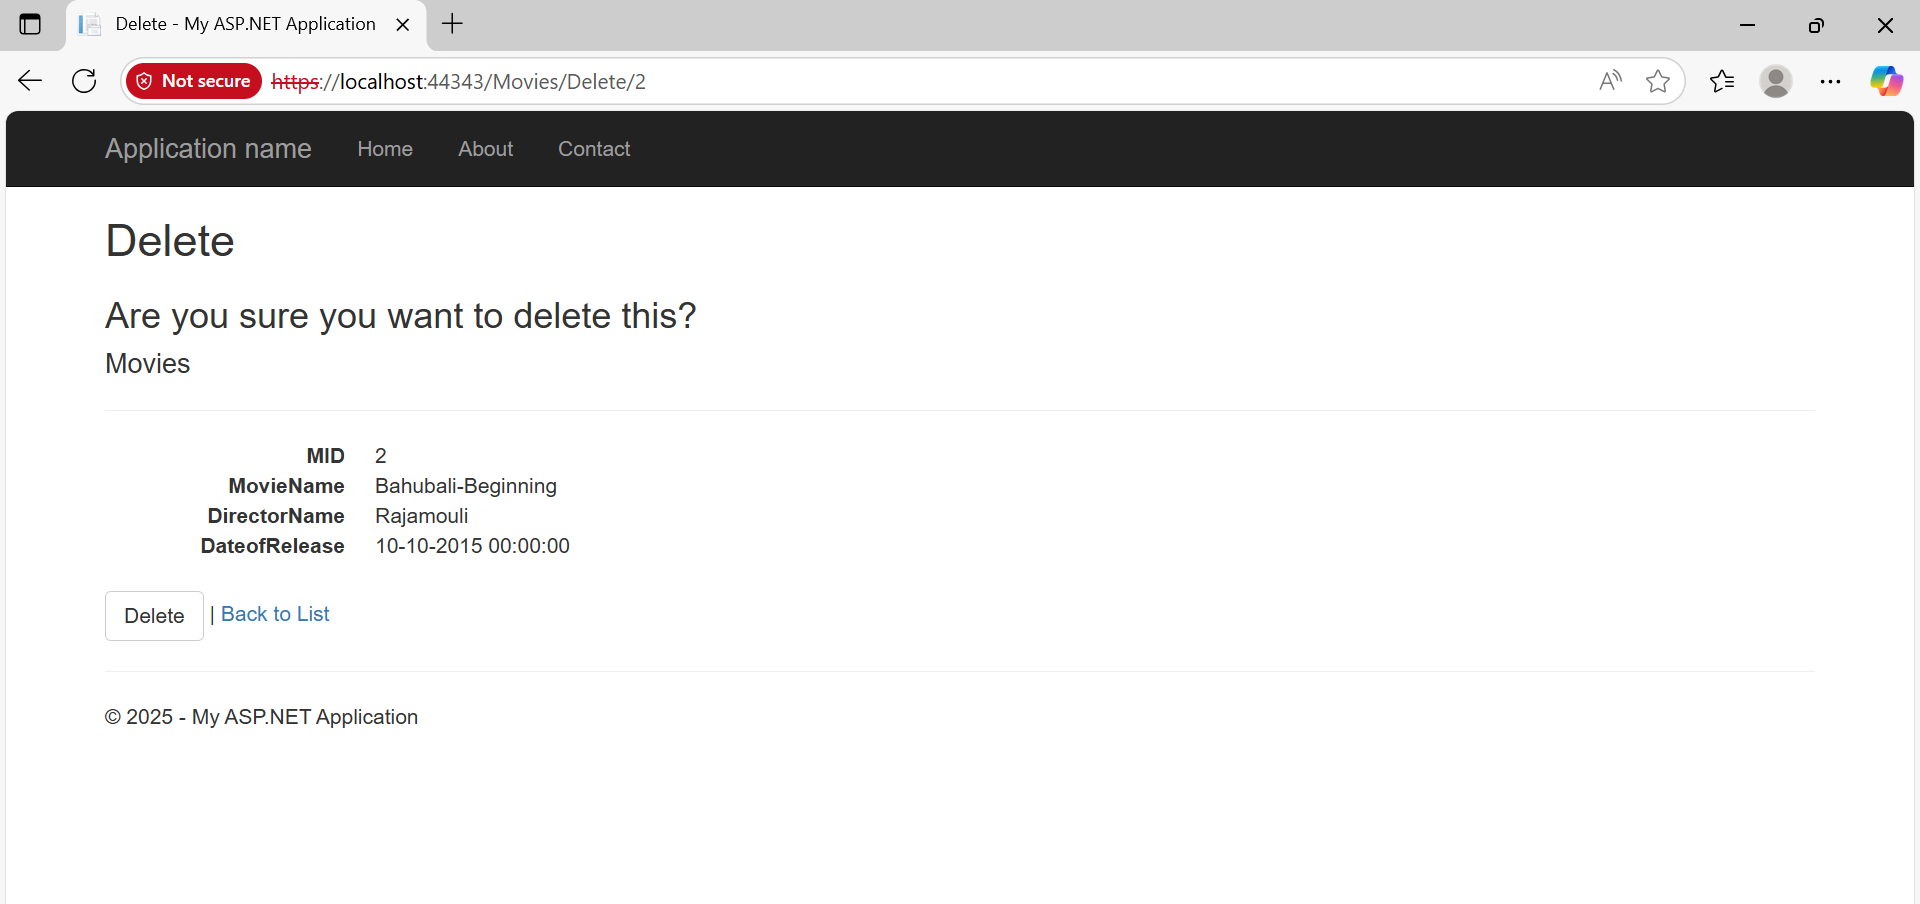 Delete - My ASP.NET Application
Not secure https://localhost:44343/Movies/Delete/2
Application name Home About Contact
Delete
Are you sure you want to delete this?
Movies
MID 2
MovieName Bahubali-Beginning
DirectorName Rajamouli
DateofRelease 10-10-2015 00:00:00
Delete | Back to List
© 2025 - My ASP.NET Application